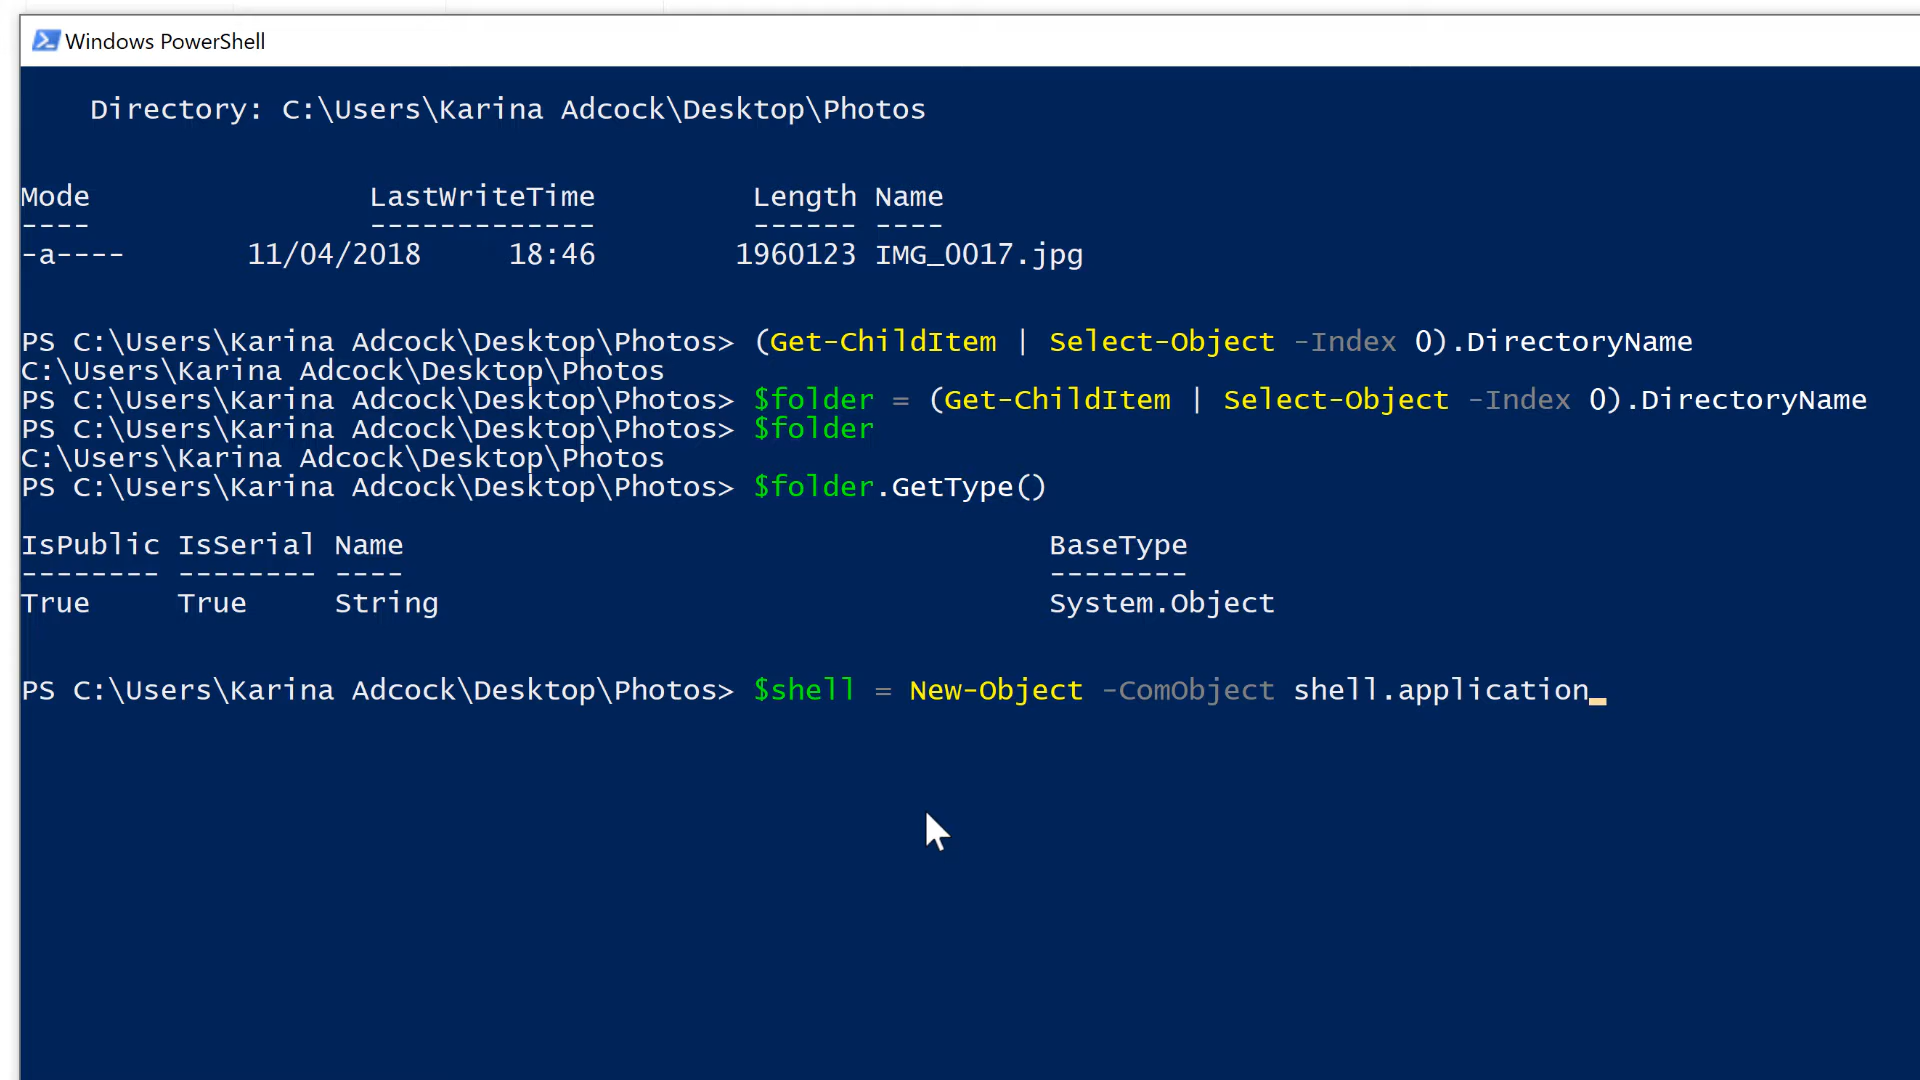 Windows PowerShell
Directory: C:\Users\Karina Adcock\Desktop\Photos
Mode LastWriteTime Length Name
---- ------------- ------ ----
-a---- 11/04/2018 18:46 1960123 IMG_0017.jpg
PS C:\Users\Karina Adcock\Desktop\Photos> (Get-ChildItem | Select-Object -Index 0).DirectoryName
C:\Users\Karina Adcock\Desktop\Photos
PS C:\Users\Karina Adcock\Desktop\Photos> $folder = (Get-ChildItem | Select-Object -Index 0).DirectoryName
PS C:\Users\Karina Adcock\Desktop\Photos> $folder
C:\Users\Karina Adcock\Desktop\Photos
PS C:\Users\Karina Adcock\Desktop\Photos> $folder.GetType()
IsPublic IsSerial Name BaseType
-------- -------- ---- --------
True True String System.Object
PS C:\Users\Karina Adcock\Desktop\Photos> $shell = New-Object -ComObject shell.application